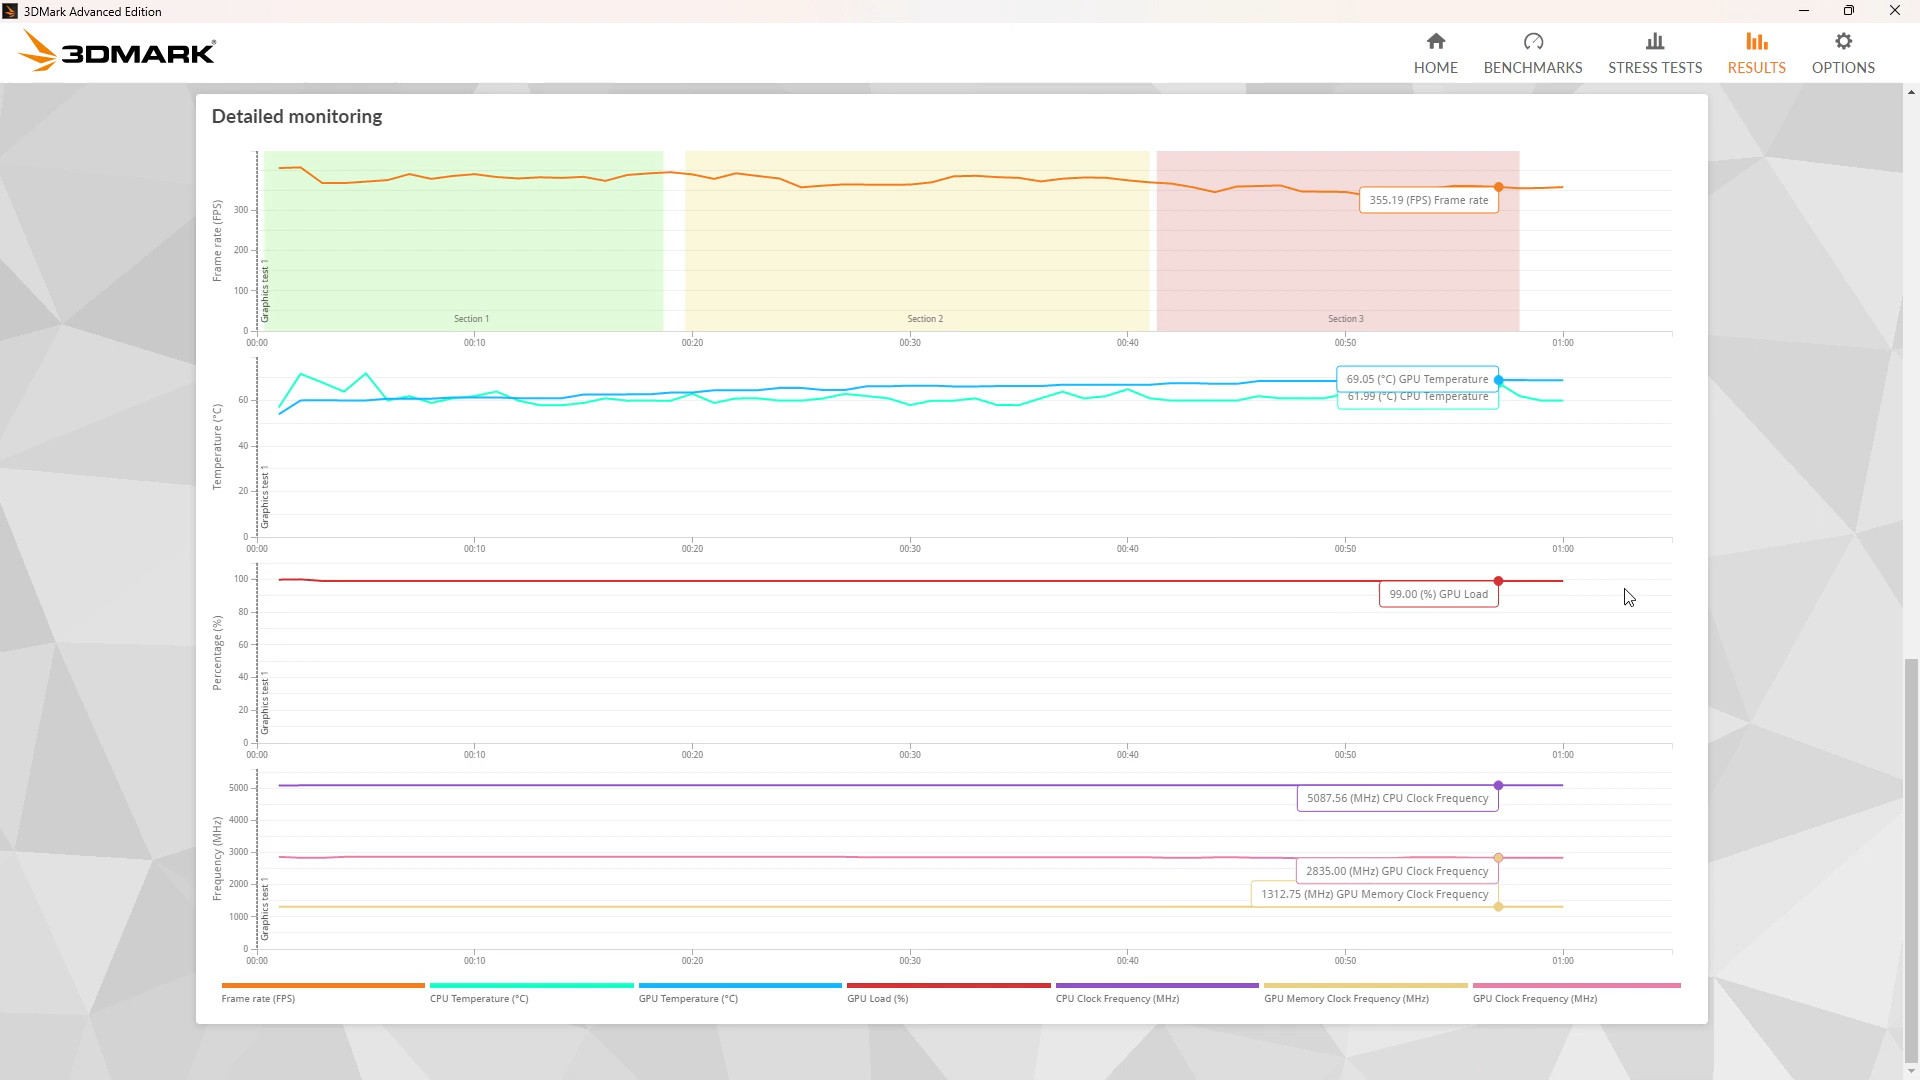 3DMark Advanced Edition
3DMARK®
HOME BENCHMARKS STRESS TESTS RESULTS OPTIONS
Detailed monitoring
Frame rate (FPS)
300
200
100
0
Graphics test 1
Section 1 Section 2 Section 3
355.19 (FPS) Frame rate
00:00 00:10 00:20 00:30 00:40 00:50 01:00
Temperature (°C)
60
40
20
0
Graphics test 1
69.05 (°C) GPU Temperature
61.99 (°C) CPU Temperature
00:00 00:10 00:20 00:30 00:40 00:50 01:00
Percentage (%)
100
80
60
40
20
0
Graphics test 1
99.00 (%) GPU Load
00:00 00:10 00:20 00:30 00:40 00:50 01:00
Frequency (MHz)
5000
4000
3000
2000
1000
0
Graphics test 1
5087.56 (MHz) CPU Clock Frequency
2835.00 (MHz) GPU Clock Frequency
1312.75 (MHz) GPU Memory Clock Frequency
00:00 00:10 00:20 00:30 00:40 00:50 01:00
Frame rate (FPS) CPU Temperature (°C) GPU Temperature (°C) GPU Load (%) CPU Clock Frequency (MHz) GPU Memory Clock Frequency (MHz) GPU Clock Frequency (MHz)